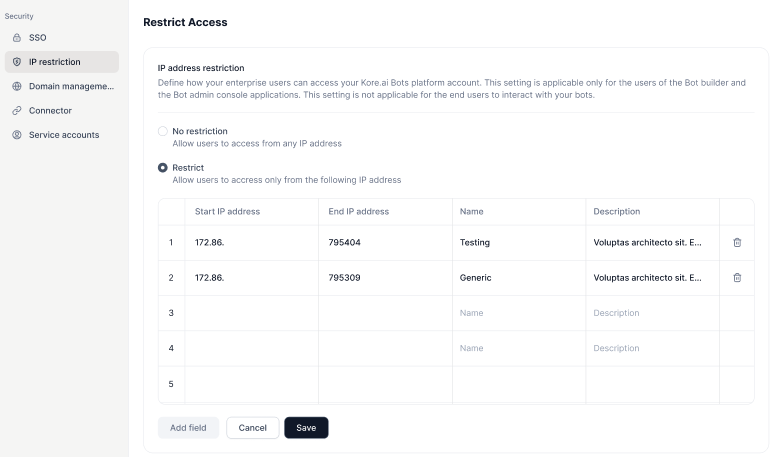 Security
SSO
IP restriction
Domain manageme...
Connector
Service accounts
Restrict Access
IP address restriction
Define how your enterprise users can access your Kore.ai Bots platform account. This setting is applicable only for the users of the Bot builder and
the Bot admin console applications. This setting is not applicable for the end users to interact with your bots.
No restriction
Allow users to access from any IP address
Restrict
Allow users to accress only from the following IP address
Start IP address End IP address Name Description
1 172.86. 795404 Testing Voluptas architecto sit. E...
2 172.86. 795309 Generic Voluptas architecto sit. E...
3 Name Description
4 Name Description
5
Add field Cancel Save